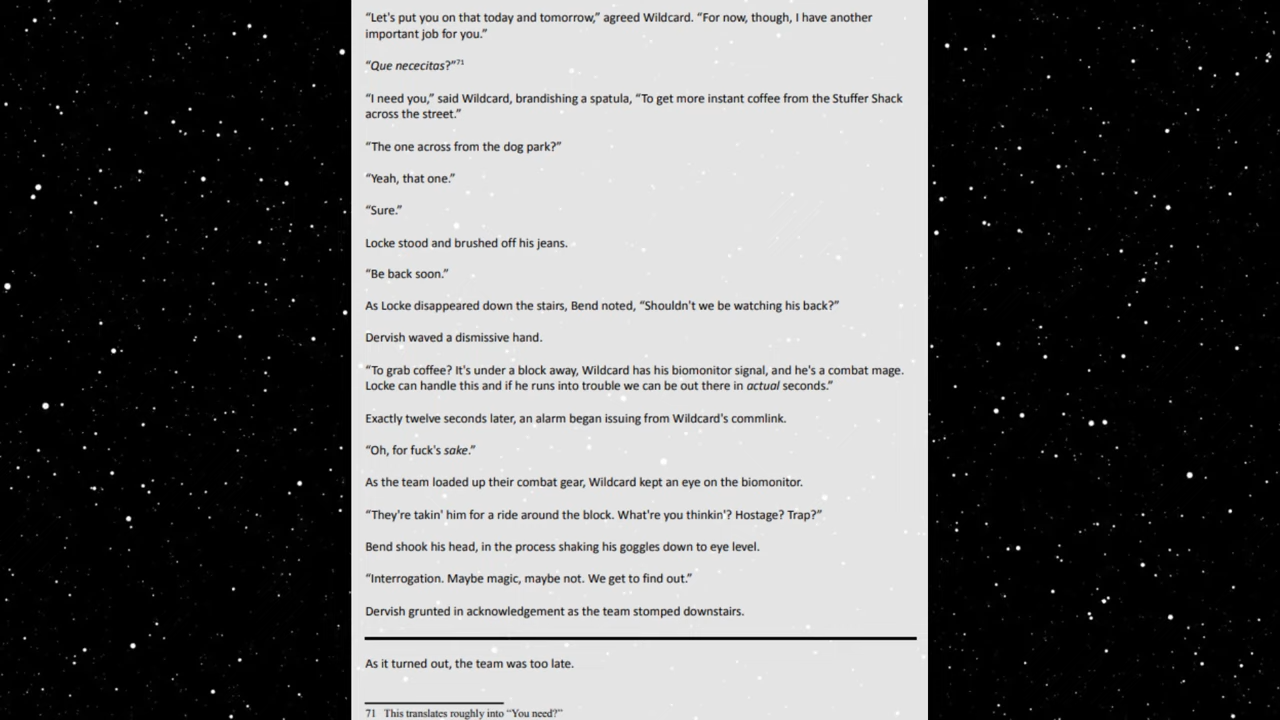 “Let's put you on that today and tomorrow,” agreed Wildcard. “For now, though, I have another
important job for you.”
“Que nececitas?”71
“I need you,” said Wildcard, brandishing a spatula, “To get more instant coffee from the Stuffer Shack
across the street.”
“The one across from the dog park?”
“Yeah, that one.”
“Sure.”
Locke stood and brushed off his jeans.
“Be back soon.”
As Locke disappeared down the stairs, Bend noted, “Shouldn't we be watching his back?”
Dervish waved a dismissive hand.
“To grab coffee? It's under a block away, Wildcard has his biomonitor signal, and he's a combat mage.
Locke can handle this and if he runs into trouble we can be out there in actual seconds.”
Exactly twelve seconds later, an alarm began issuing from Wildcard's commlink.
“Oh, for fuck's sake.”
As the team loaded up their combat gear, Wildcard kept an eye on the biomonitor.
“They're takin' him for a ride around the block. What're you thinkin'? Hostage? Trap?”
Bend shook his head, in the process shaking his goggles down to eye level.
“Interrogation. Maybe magic, maybe not. We get to find out.”
Dervish grunted in acknowledgement as the team stomped downstairs.
As it turned out, the team was too late.
71 This translates roughly into “You need?”